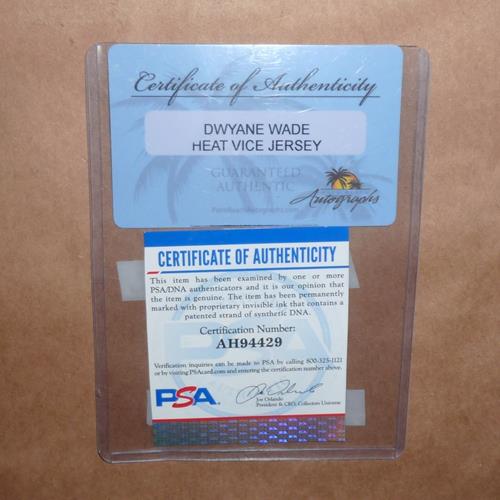 Certificate of Authenticity
DWYANE WADE
HEAT VICE JERSEY
GUARANTEED
AUTHENTIC
Autographs
PalmBeachAutographs.com
CERTIFICATE OF AUTHENTICITY
This item has been examined by one or more
PSA/DNA authenticators and it is our opinion that
the item is genuine. The item has been permanently
marked with proprietary invisible ink that contains a
patented strand of synthetic DNA.
Certification Number:
AH94429
Verification inquiries can be made to PSA by calling 800-325-1121
or by visiting PSAcard.com and entering the certification number above.
PSA
Joe Orlando
President & CEO, Collectors Universe